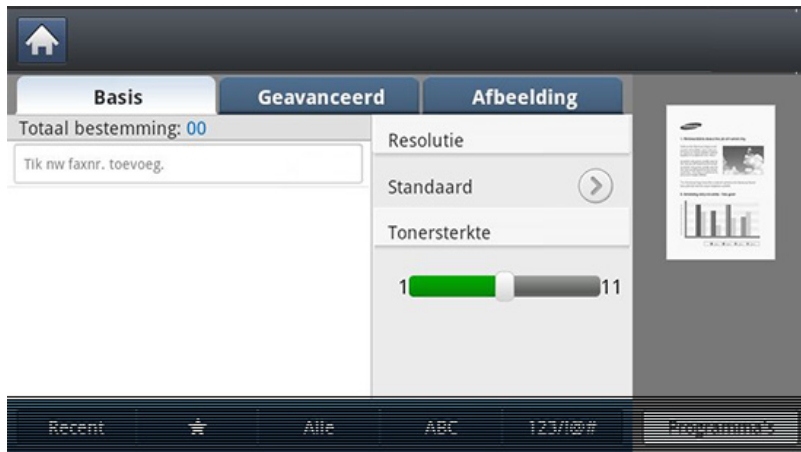 Basis
Geavanceerd
Afbeelding
Totaal bestemming: 00
Tik nw faxnr. toevoeg.
Resolutie
Standaard
Tonersterkte
1
11
Recent
Alle
ABC
123/!@#
Programma's